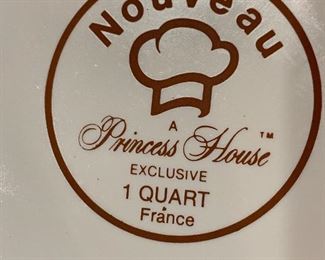 Nouveau
A
Princess House™
EXCLUSIVE
1 QUART
France